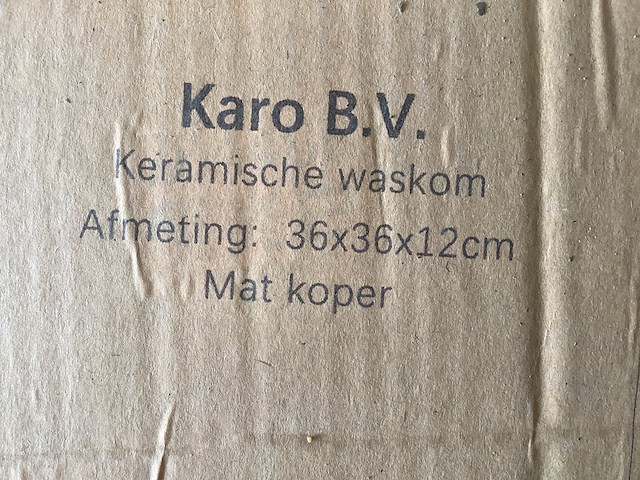 Karo B.V.
Keramische waskom
Afmeting: 36x36x12cm
Mat koper